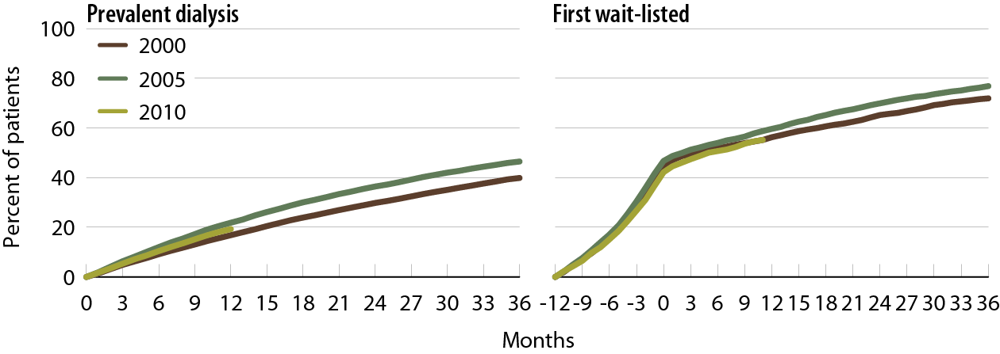 Prevalent dialysis
First wait-listed
Percent of patients
100
80
60
40
20
0
2000
2005
2010
0 3 6 9 12 15 18 21 24 27 30 33 36
-12 -9 -6 -3 0 3 6 9 12 15 18 21 24 27 30 33 36
Months